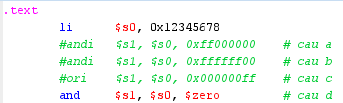 .text
li $s0, 0x12345678
#andi $s1, $s0, 0xff000000 # cau a
#andi $s1, $s0, 0xffffff00 # cau b
#ori $s1, $s0, 0x000000ff # cau c
and $s1, $s0, $zero # cau d